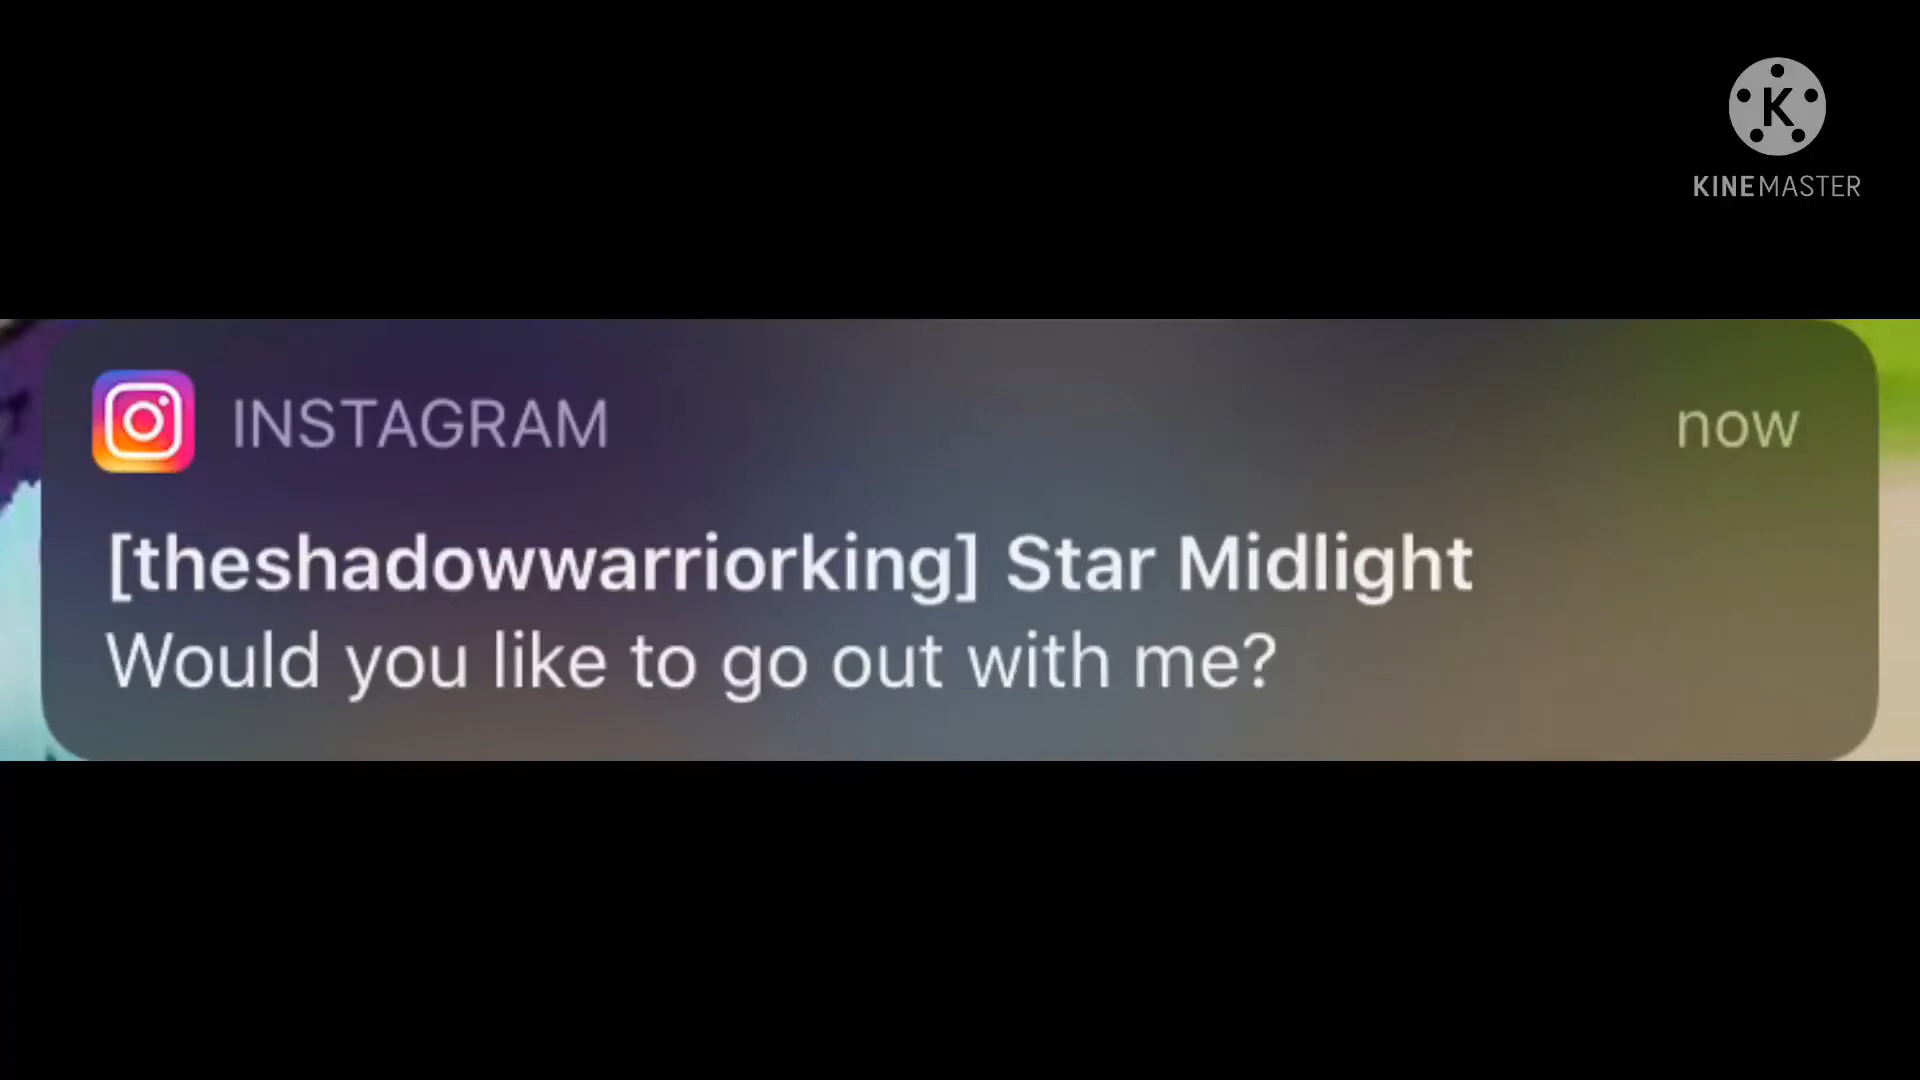 K
KINEMASTER
INSTAGRAM
now
[theshadowwarriorking] Star Midlight
Would you like to go out with me?